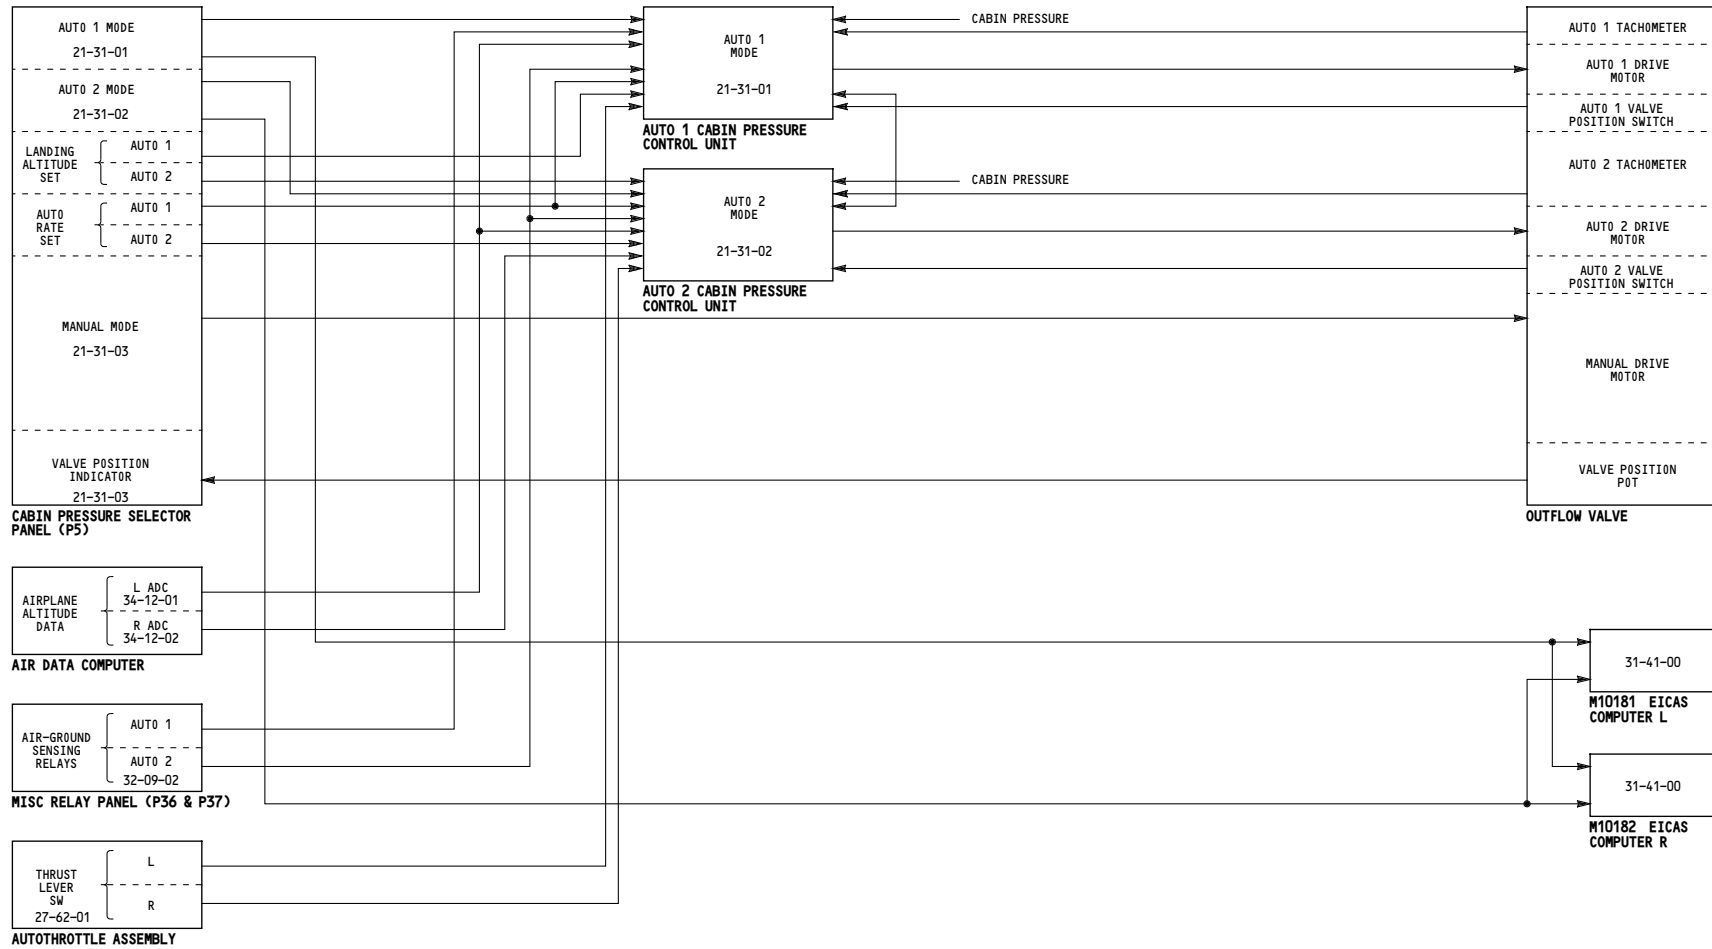 AUTO 1 MODE
21-31-01
AUTO 2 MODE
21-31-02
LANDING
ALTITUDE
SET
AUTO 1
AUTO 2
AUTO
RATE
SET
AUTO 1
AUTO 2
MANUAL MODE
21-31-03
VALVE POSITION
INDICATOR
21-31-03
CABIN PRESSURE SELECTOR
PANEL (P5)
AIRPLANE
ALTITUDE
DATA
L ADC
34-12-01
R ADC
34-12-02
AIR DATA COMPUTER
AIR-GROUND
SENSING
RELAYS
AUTO 1
AUTO 2
32-09-02
MISC RELAY PANEL (P36 & P37)
THRUST
LEVER
SW
27-62-01
L
R
AUTOTHROTTLE ASSEMBLY
AUTO 1
MODE
21-31-01
AUTO 1 CABIN PRESSURE
CONTROL UNIT
CABIN PRESSURE
AUTO 2
MODE
21-31-02
AUTO 2 CABIN PRESSURE
CONTROL UNIT
CABIN PRESSURE
AUTO 1 TACHOMETER
AUTO 1 DRIVE
MOTOR
AUTO 1 VALVE
POSITION SWITCH
AUTO 2 TACHOMETER
AUTO 2 DRIVE
MOTOR
AUTO 2 VALVE
POSITION SWITCH
MANUAL DRIVE
MOTOR
VALVE POSITION
POT
OUTFLOW VALVE
31-41-00
M10181 EICAS
COMPUTER L
31-41-00
M10182 EICAS
COMPUTER R